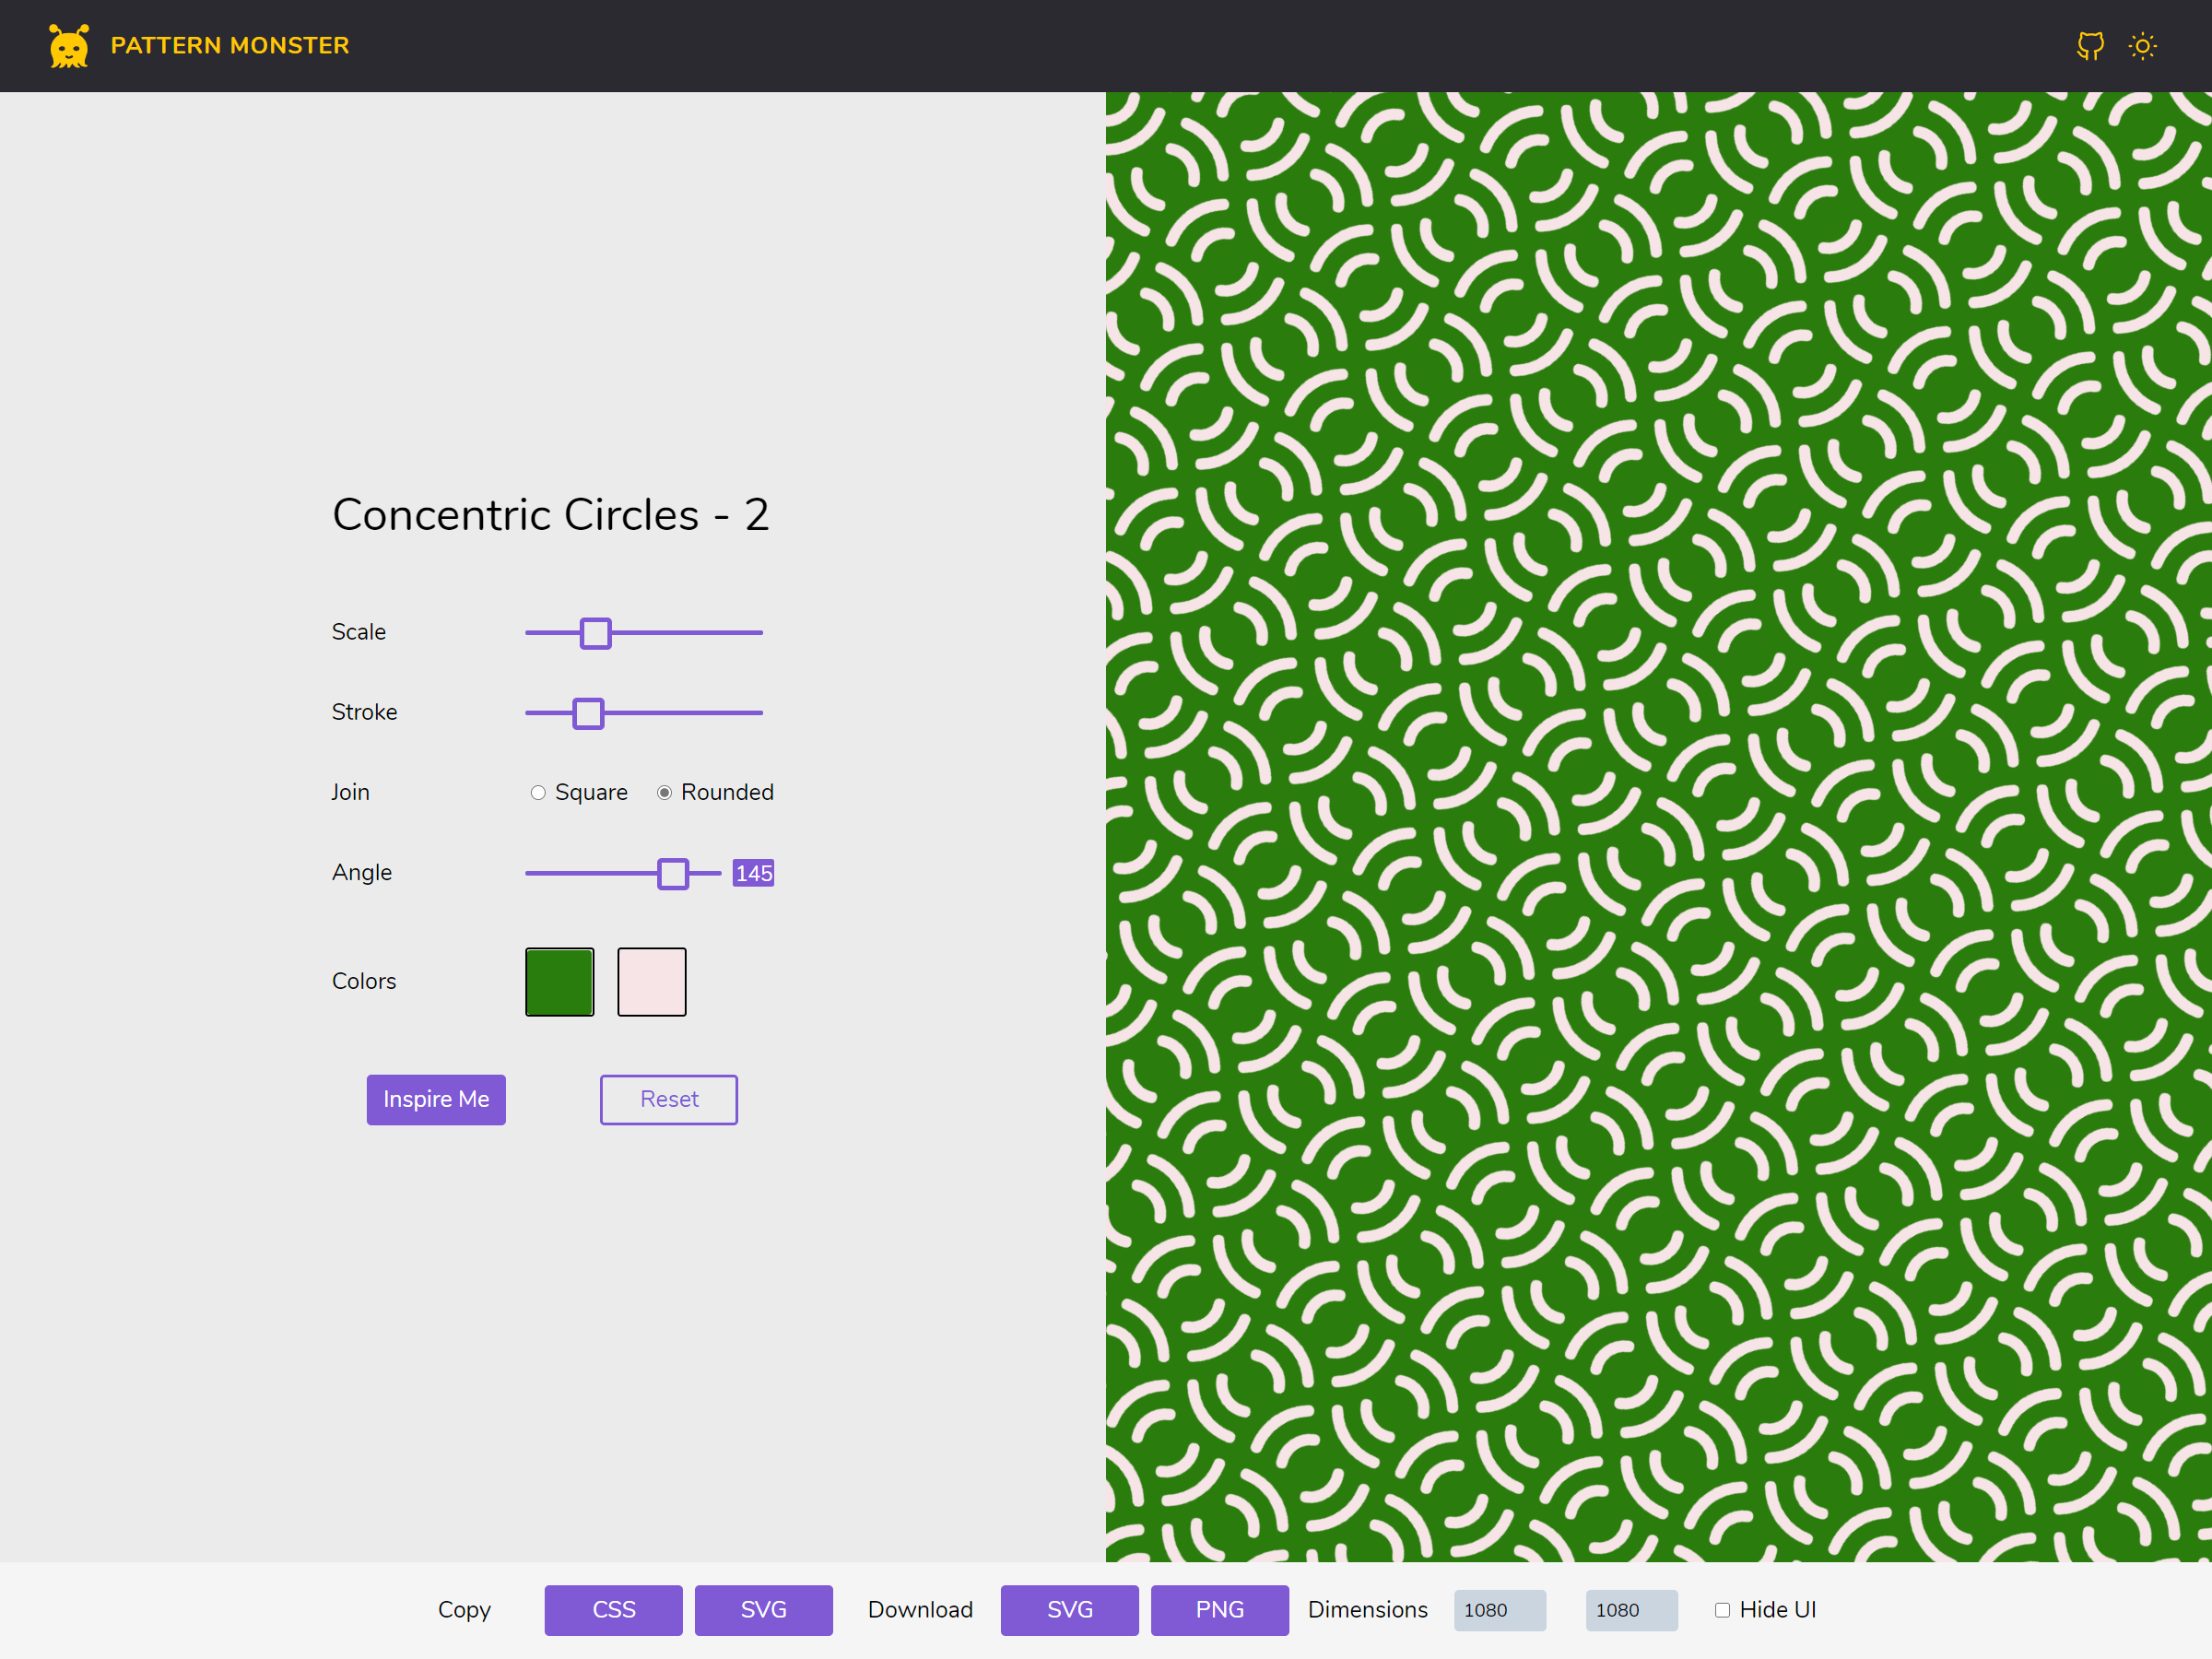 PATTERN MONSTER
Concentric Circles - 2
Scale
Stroke
Join
Square
Rounded
Angle
145
Colors
Inspire Me
Reset
Copy
CSS
SVG
Download
SVG
PNG
Dimensions
1080
1080
Hide UI